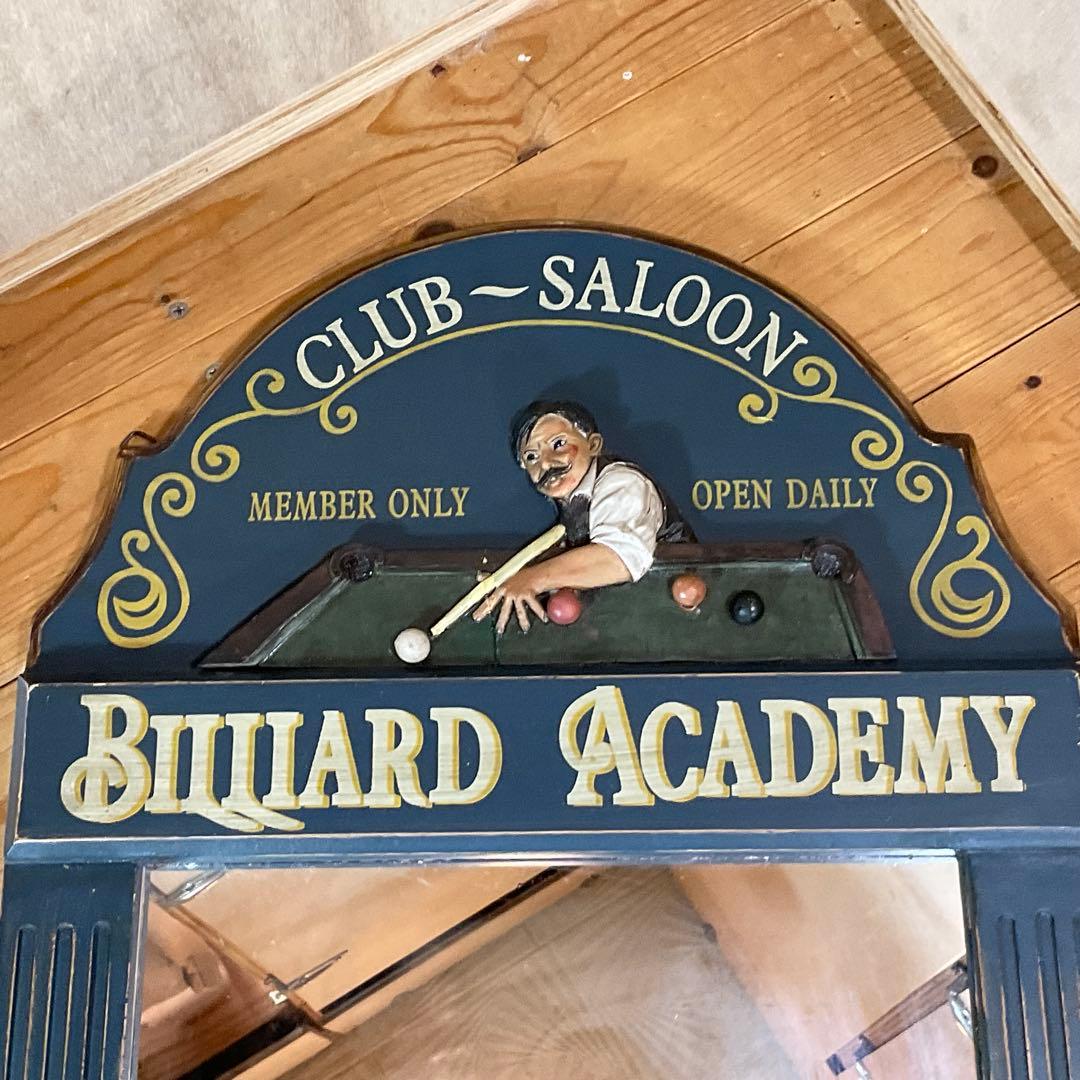 CLUB ~ SALOON
MEMBER ONLY
OPEN DAILY
BILLIARD ACADEMY